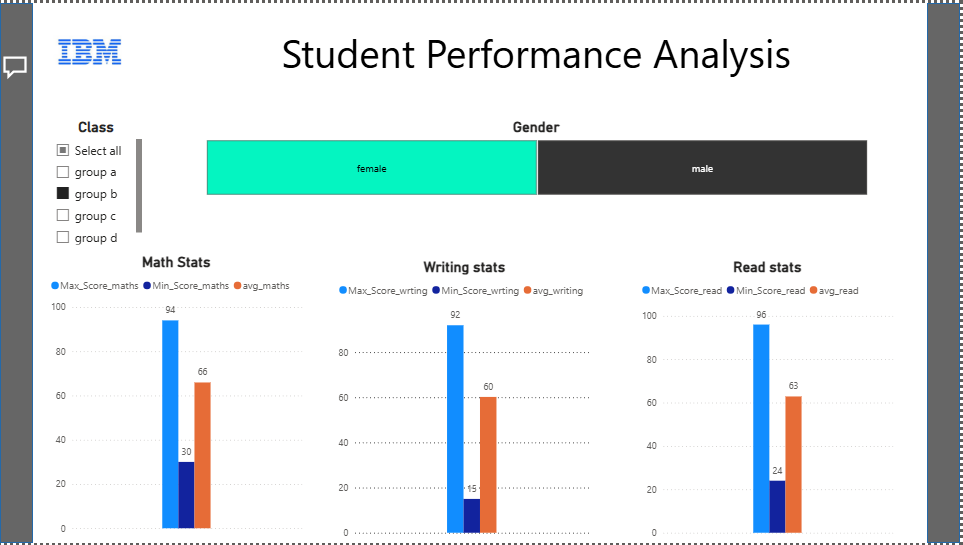 IBM
Student Performance Analysis
Class
Select all
group a
group b
group c
group d
Gender
female
male
Math Stats
Max_Score_maths Min_Score_maths avg_maths
100
80
60
40
20
0
94
30
66
Writing stats
Max_Score_wrting Min_Score_wrting avg_writing
80
60
40
20
0
92
15
60
Read stats
Max_Score_read Min_Score_read avg_read
100
80
60
40
20
0
96
24
63